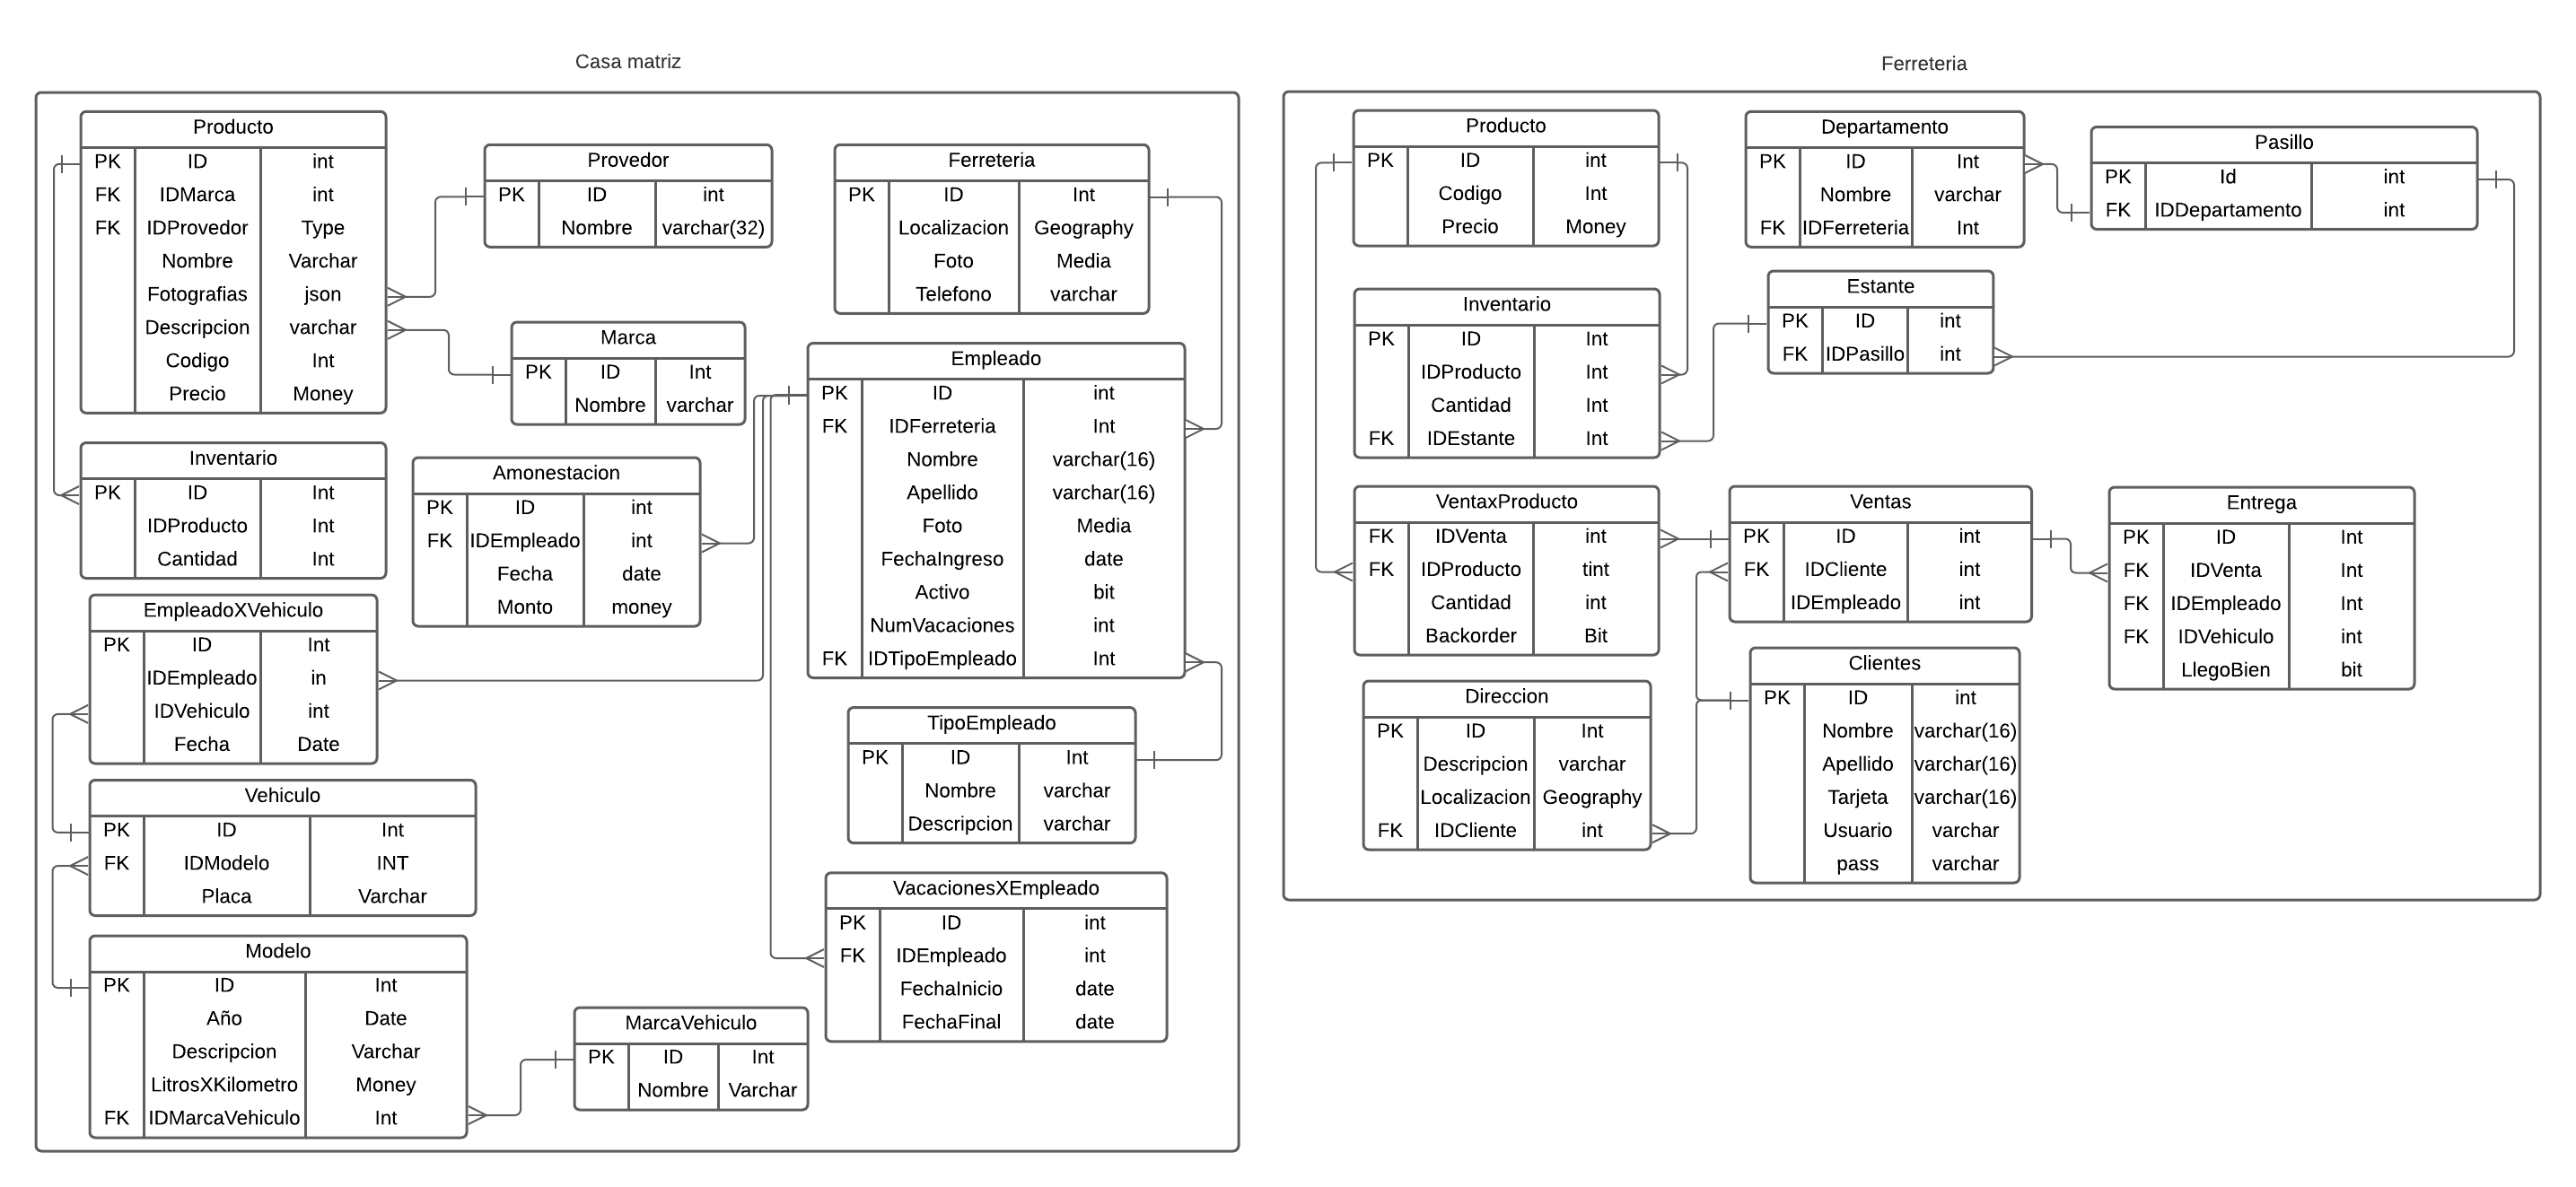 Casa matriz
Producto
PK ID int
FK IDMarca int
FK IDProvedor Type
Nombre Varchar
Fotografias json
Descripcion varchar
Codigo Int
Precio Money
Provedor
PK ID int
Nombre varchar(32)
Marca
PK ID Int
Nombre varchar
Ferreteria
PK ID Int
Localizacion Geography
Foto Media
Telefono varchar
Empleado
PK ID int
FK IDFerreteria Int
Nombre varchar(16)
Apellido varchar(16)
Foto Media
FechaIngreso date
Activo bit
NumVacaciones int
FK IDTipoEmpleado Int
Inventario
PK ID Int
IDProducto Int
Cantidad Int
Amonestacion
PK ID int
FK IDEmpleado int
Fecha date
Monto money
EmpleadoXVehiculo
PK ID Int
IDEmpleado in
IDVehiculo int
Fecha Date
TipoEmpleado
PK ID Int
Nombre varchar
Descripcion varchar
Vehiculo
PK ID Int
FK IDModelo INT
Placa Varchar
VacacionesXEmpleado
PK ID int
FK IDEmpleado int
FechaInicio date
FechaFinal date
Modelo
PK ID Int
Año Date
Descripcion Varchar
LitrosXKilometro Money
FK IDMarcaVehiculo Int
MarcaVehiculo
PK ID Int
Nombre Varchar
Ferreteria
Producto
PK ID int
Codigo Int
Precio Money
Departamento
PK ID Int
Nombre varchar
FK IDFerreteria Int
Pasillo
PK Id int
FK IDDepartamento int
Inventario
PK ID Int
IDProducto Int
Cantidad Int
FK IDEstante Int
Estante
PK ID int
FK IDPasillo int
VentaxProducto
FK IDVenta int
FK IDProducto tint
Cantidad int
Backorder Bit
Ventas
PK ID int
FK IDCliente int
IDEmpleado int
Entrega
PK ID Int
FK IDVenta Int
FK IDEmpleado Int
FK IDVehiculo int
LlegoBien bit
Direccion
PK ID Int
Descripcion varchar
Localizacion Geography
FK IDCliente int
Clientes
PK ID int
Nombre varchar(16)
Apellido varchar(16)
Tarjeta varchar(16)
Usuario varchar
pass varchar